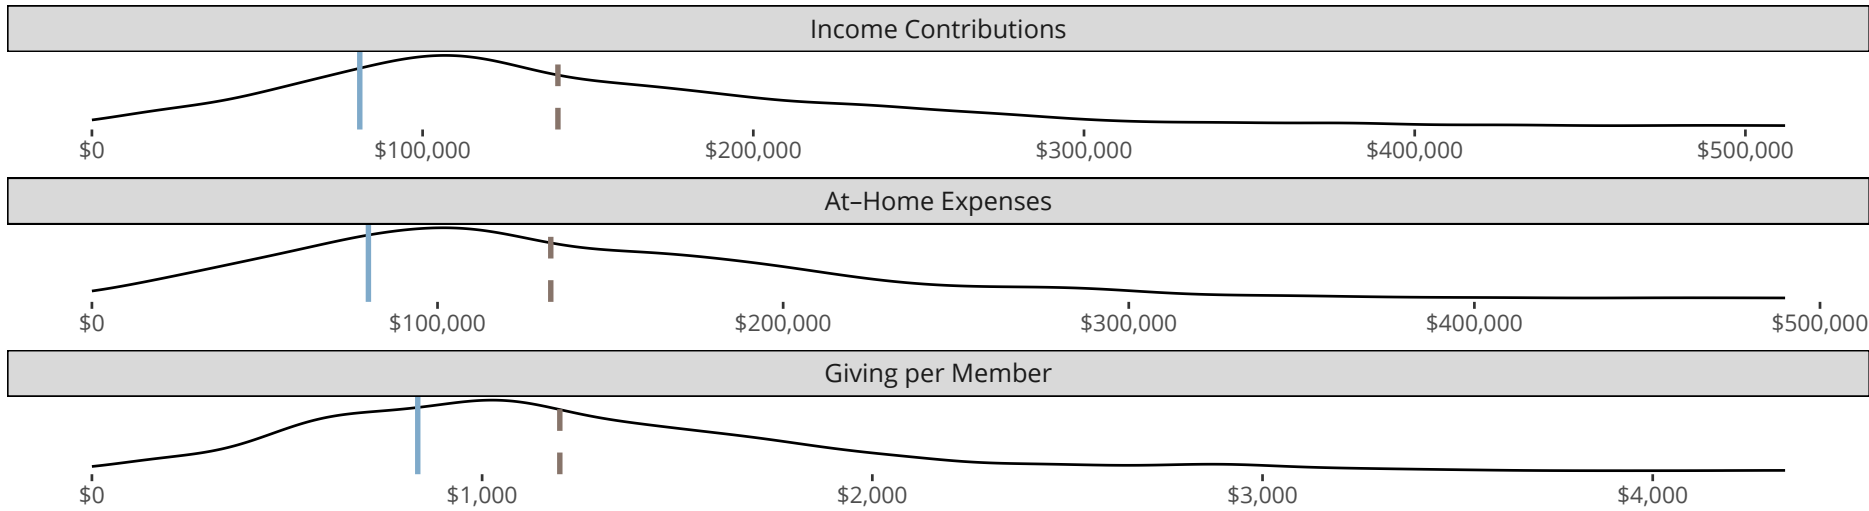 Income Contributions
$0 $100,000 $200,000 $300,000 $400,000 $500,000
At–Home Expenses
$0 $100,000 $200,000 $300,000 $400,000 $500,000
Giving per Member
$0 $1,000 $2,000 $3,000 $4,000